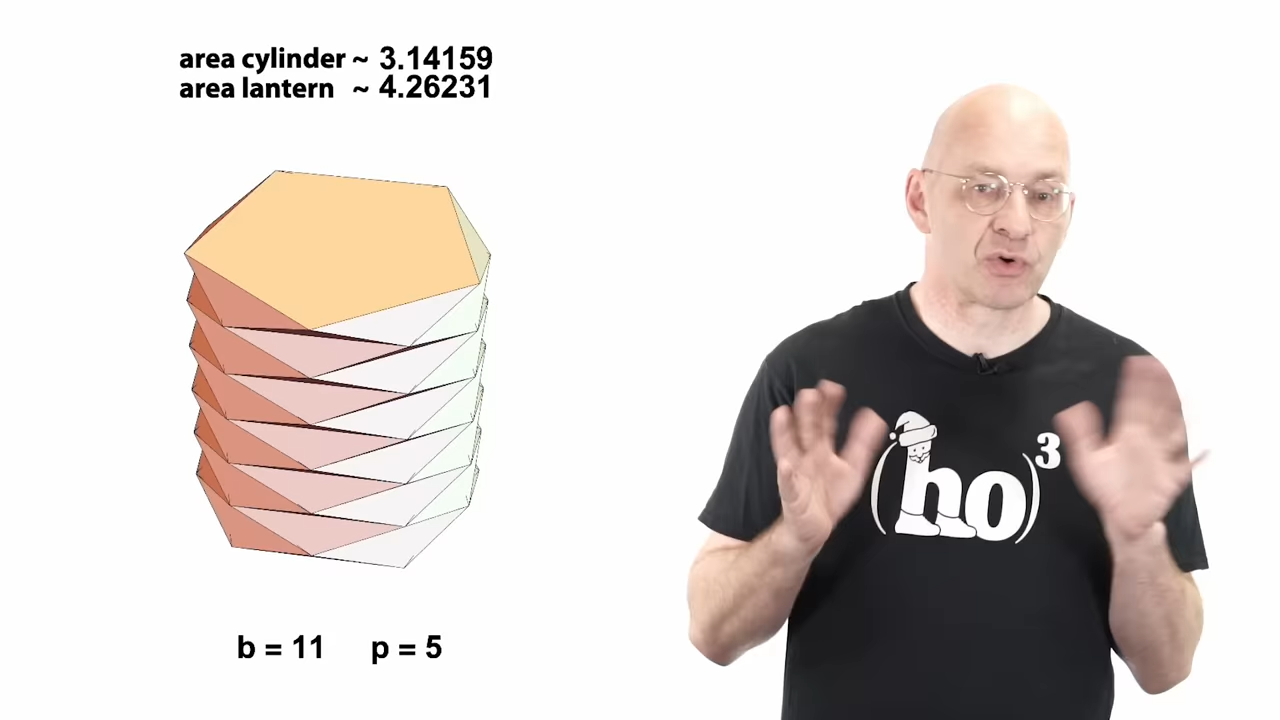 area cylinder ~ 3.14159
area lantern ~ 4.26231
(ho)³
b = 11 p = 5